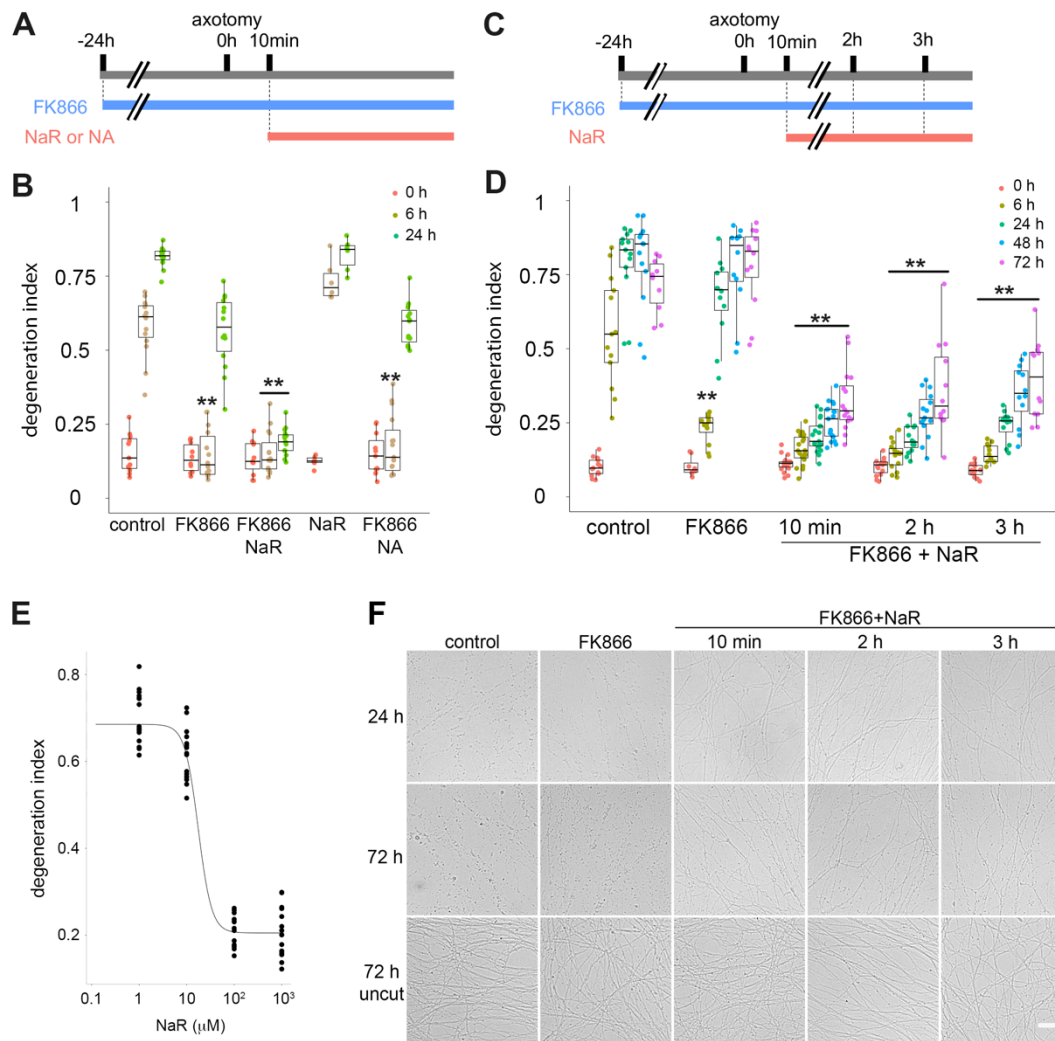 A
axotomy
-24h 0h 10min
FK866
NaR or NA
C
axotomy
-24h 0h 10min 2h 3h
FK866
NaR
B
degeneration index
1
0.75
0.5
0.25
0
0 h
6 h
24 h
**
**
**
control FK866 FK866 NaR FK866
NaR NA
D
degeneration index
1
0.75
0.5
0.25
0
0 h
6 h
24 h
48 h
72 h
**
**
**
**
control FK866 10 min 2 h 3 h
FK866 + NaR
E
degeneration index
0.8
0.6
0.4
0.2
0.1 1 10 10² 10³
NaR (μM)
F
FK866+NaR
control FK866 10 min 2 h 3 h
24 h
72 h
72 h
uncut